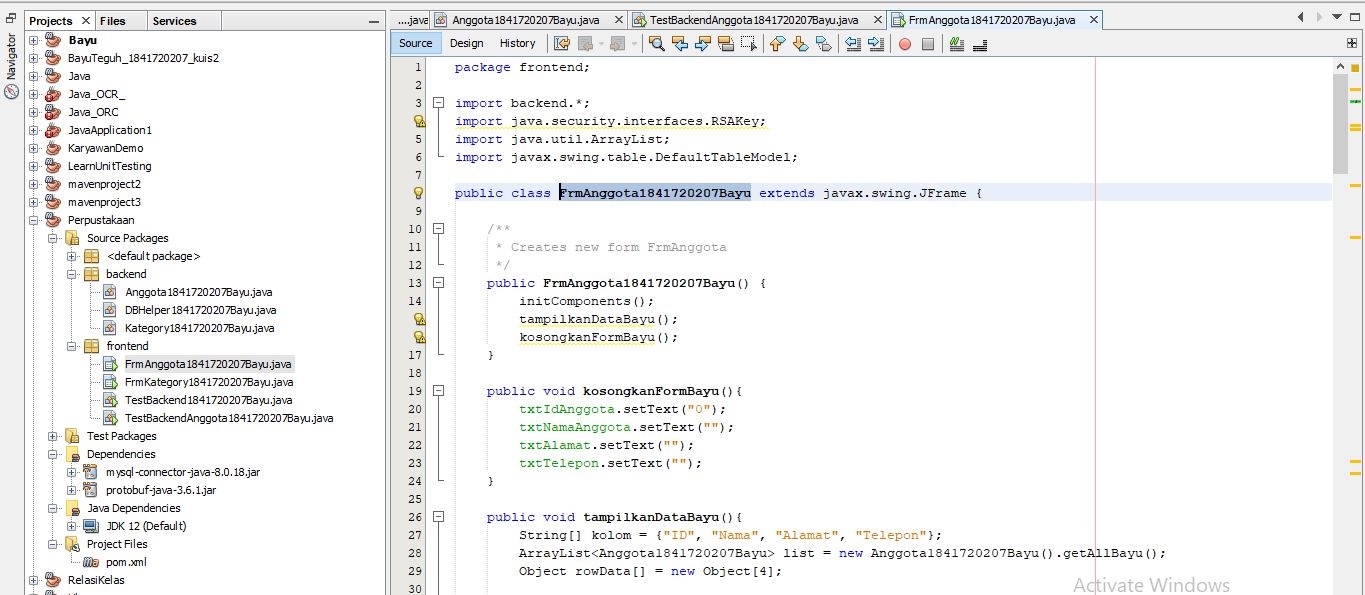 Projects × Files Services
Navigator
Bayu
BayuTeguh_1841720207_kuis2
Java
Java_OCR_
Java_ORC
JavaApplication1
KaryawanDemo
LearnUnitTesting
mavenproject2
mavenproject3
Perpustakaan
Source Packages
<default package>
backend
Anggota1841720207Bayu.java
DBHelper1841720207Bayu.java
Kategory1841720207Bayu.java
frontend
FrmAnggota1841720207Bayu.java
FrmKategory1841720207Bayu.java
TestBackend1841720207Bayu.java
TestBackendAnggota1841720207Bayu.java
Test Packages
Dependencies
mysql-connector-java-8.0.18.jar
protobuf-java-3.6.1.jar
Java Dependencies
JDK 12 (Default)
Project Files
pom.xml
RelasiKelas
...java Anggota1841720207Bayu.java × TestBackendAnggota1841720207Bayu.java × FrmAnggota1841720207Bayu.java ×
Source Design History
1 package frontend;
2
3 import backend.*;
import java.security.interfaces.RSAKey;
5 import java.util.ArrayList;
6 import javax.swing.table.DefaultTableModel;
7
public class FrmAnggota1841720207Bayu extends javax.swing.JFrame {
9
10 /**
11 * Creates new form FrmAnggota
12 */
13 public FrmAnggota1841720207Bayu() {
14 initComponents();
tampilkanDataBayu();
kosongkanFormBayu();
17 }
18
19 public void kosongkanFormBayu(){
20 txtIdAnggota.setText("0");
21 txtNamaAnggota.setText("");
22 txtAlamat.setText("");
23 txtTelepon.setText("");
24 }
25
26 public void tampilkanDataBayu(){
27 String[] kolom = {"ID", "Nama", "Alamat", "Telepon"};
28 ArrayList<Anggota1841720207Bayu> list = new Anggota1841720207Bayu().getAllBayu();
29 Object rowData[] = new Object[4];
30
Activate Windows